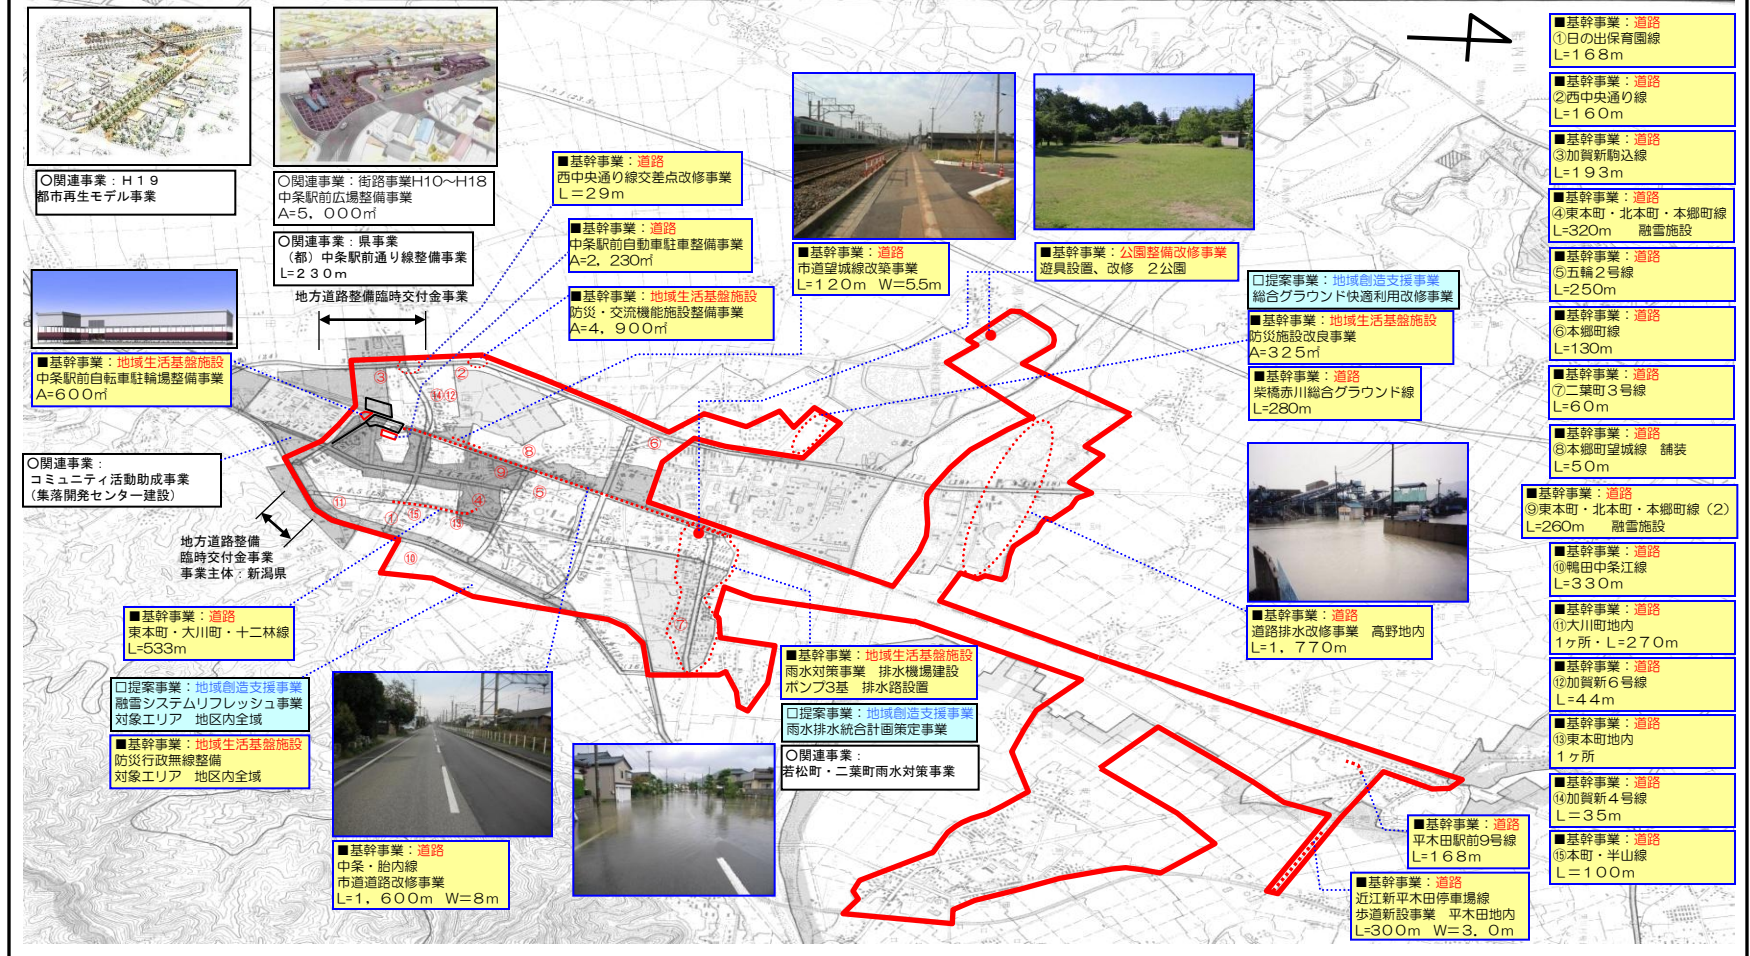 ○関連事業：Ｈ１９
都市再生モデル事業
○関連事業：街路事業H10～H18
中条駅前広場整備事業
A=5，000㎡
○関連事業：県事業
（都）中条駅前通り線整備事業
L=２３０ｍ
地方道路整備臨時交付金事業
■基幹事業：地域生活基盤施設
中条駅前自転車駐輪場整備事業
A=600㎡
○関連事業：
コミュニティ活動助成事業
（集落開発センター建設）
地方道路整備
臨時交付金事業
事業主体：新潟県
■基幹事業：道路
東本町・大川町・十二林線
L=533m
□提案事業：地域創造支援事業
融雪システムリフレッシュ事業
対象エリア　地区内全域
■基幹事業：地域生活基盤施設
防災行政無線整備
対象エリア　地区内全域
■基幹事業：道路
中条・胎内線
市道道路改修事業
L=1，600m　W=8m
■基幹事業：道路
西中央通り線交差点改修事業
L＝29m
■基幹事業：道路
中条駅前自動車駐車整備事業
A=2，230㎡
■基幹事業：地域生活基盤施設
防災・交流機能施設整備事業
A=4，900㎡
■基幹事業：道路
市道望城線改築事業
L=120m　W=5.5m
■基幹事業：公園整備改修事業
遊具設置、改修　2公園
□提案事業：地域創造支援事業
総合グラウンド快適利用改修事業
■基幹事業：地域生活基盤施設
防災施設改良事業
A=325㎡
■基幹事業：道路
柴橋赤川総合グラウンド線
L=280m
■基幹事業：道路
道路排水改修事業　高野地内
L=1，770m
■基幹事業：地域生活基盤施設
雨水対策事業　排水機場建設
ポンプ3基　排水路設置
□提案事業：地域創造支援事業
雨水排水統合計画策定事業
○関連事業：
若松町・二葉町雨水対策事業
■基幹事業：道路
平木田駅前9号線
L=168m
■基幹事業：道路
近江新平木田停車場線
歩道新設事業　平木田地内
L=300m　W=3．0m
■基幹事業：道路
①日の出保育園線
L=168m
■基幹事業：道路
②西中央通り線
L=160m
■基幹事業：道路
③加賀新駒込線
L=193m
■基幹事業：道路
④東本町・北本町・本郷町線
L=320m　　融雪施設
■基幹事業：道路
⑤五輪2号線
L=250m
■基幹事業：道路
⑥本郷町線
L=130m
■基幹事業：道路
⑦二葉町3号線
L=60m
■基幹事業：道路
⑧本郷町望城線　舗装
L=50m
■基幹事業：道路
⑨東本町・北本町・本郷町線（2）
L=260m　　融雪施設
■基幹事業：道路
⑩鴨田中条江線
L=330m
■基幹事業：道路
⑪大川町地内
1ヶ所・L=270m
■基幹事業：道路
⑫加賀新6号線
L=44m
■基幹事業：道路
⑬東本町地内
1ヶ所
■基幹事業：道路
⑭加賀新4号線
L＝35m
■基幹事業：道路
⑮本町・半山線
L＝100m
③
②
⑭⑫
⑧
⑥
⑨
⑤
④
⑪
①
⑮
⑬
⑩
⑦